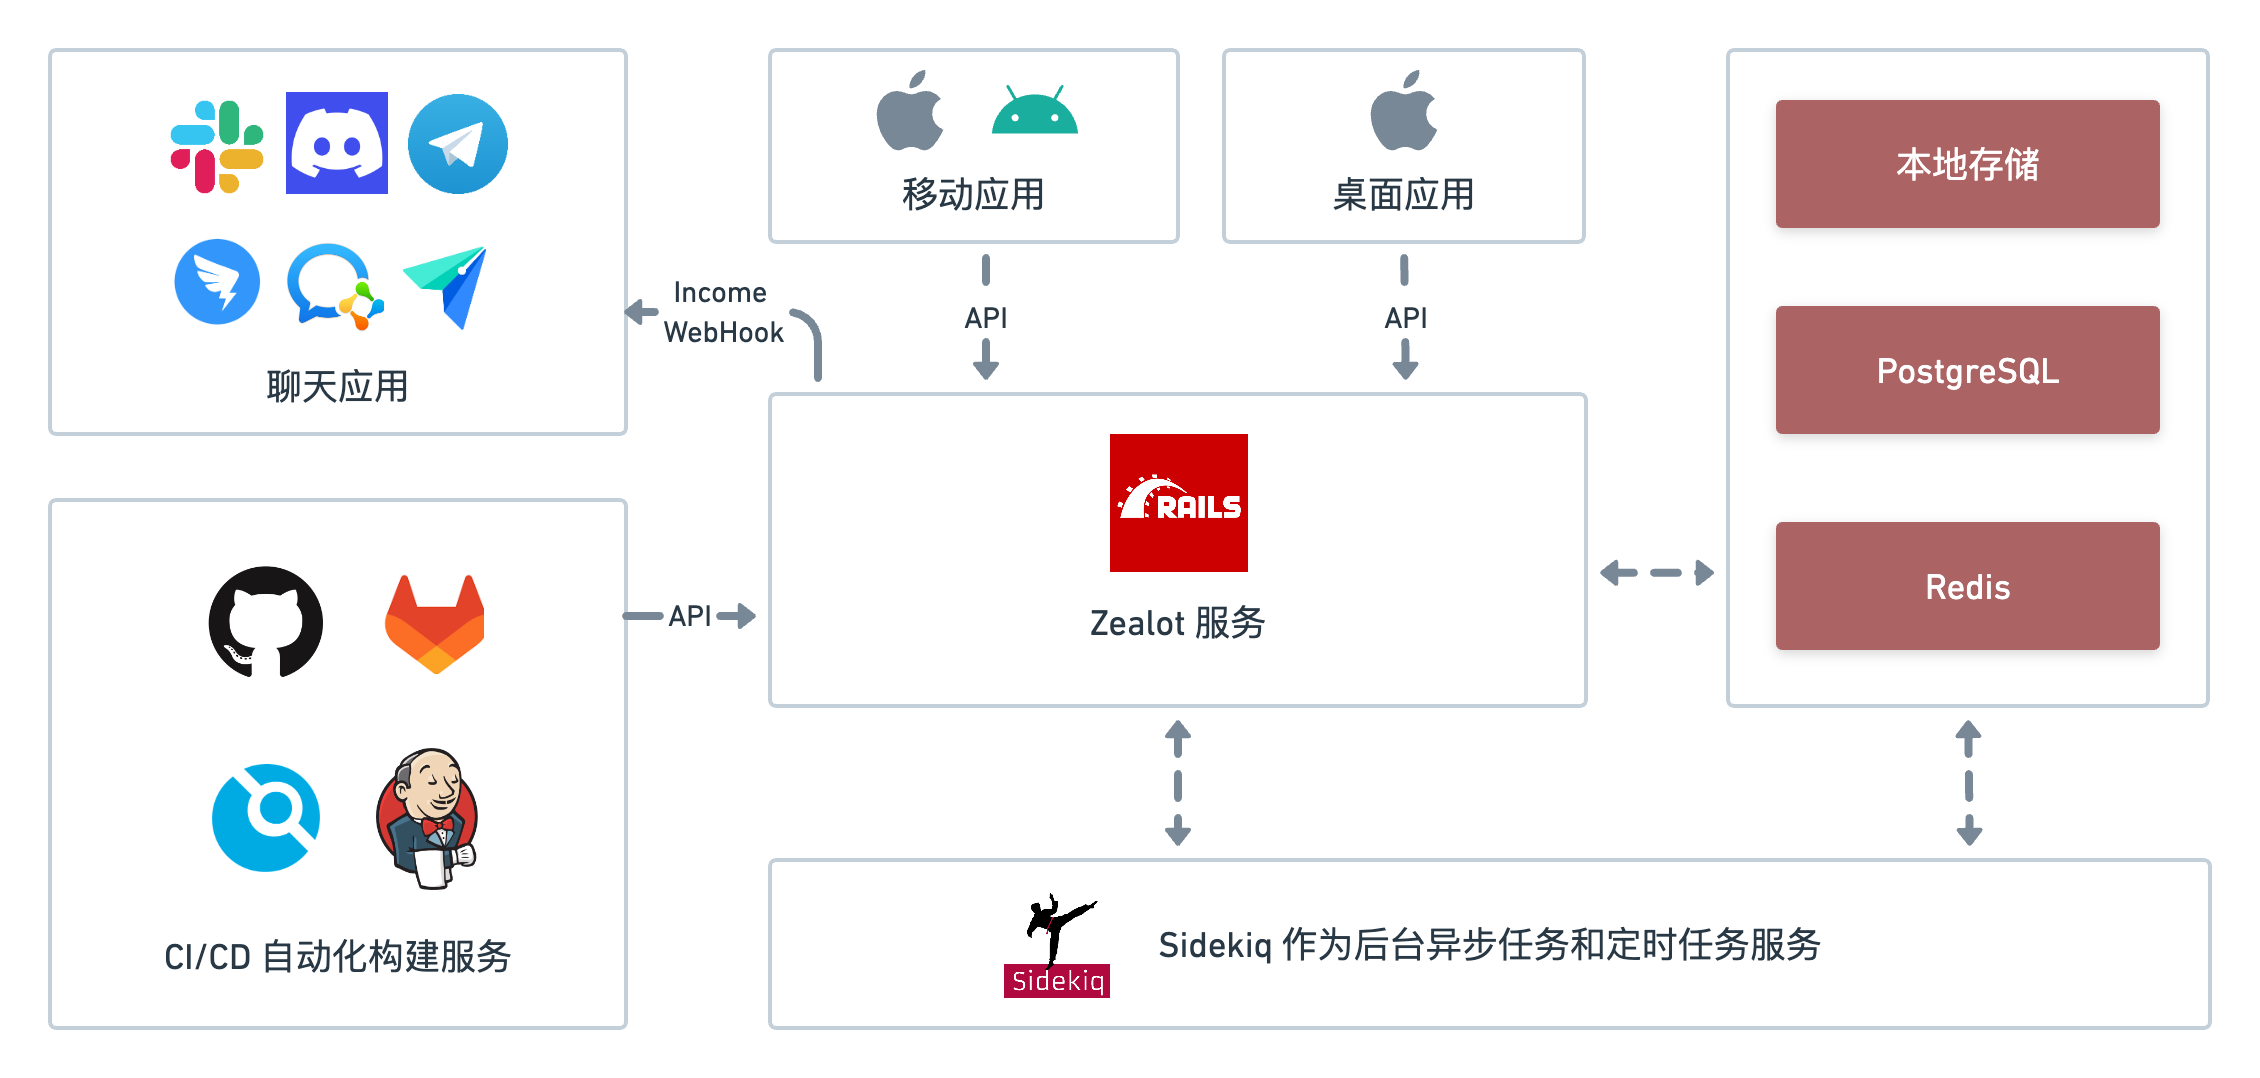 聊天应用
Income
WebHook
移动应用
桌面应用
API
API
本地存储
PostgreSQL
Redis
RAILS
Zealot 服务
API
CI/CD 自动化构建服务
Sidekiq
Sidekiq 作为后台异步任务和定时任务服务